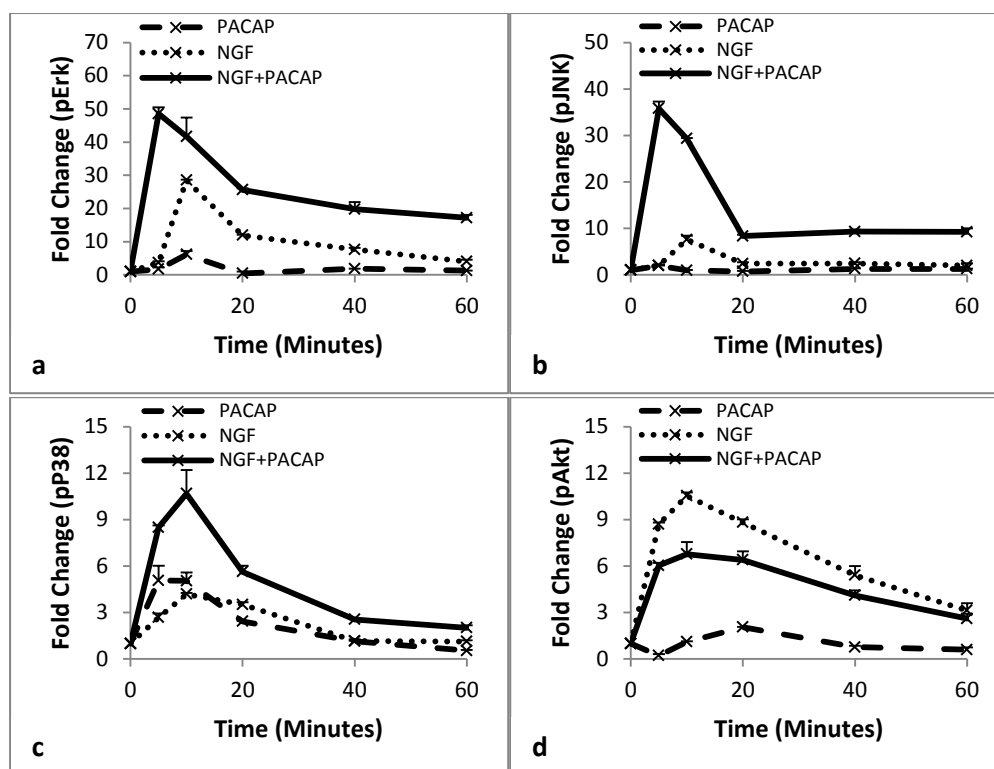 PACAP
NGF
NGF+PACAP
Fold Change (pErk)
70
60
50
40
30
20
10
0
0 20 40 60
Time (Minutes)
a
PACAP
NGF
NGF+PACAP
Fold Change (pJNK)
50
40
30
20
10
0
0 20 40 60
Time (Minutes)
b
PACAP
NGF
NGF+PACAP
Fold Change (pP38)
15
12
9
6
3
0
0 20 40 60
Time (Minutes)
c
PACAP
NGF
NGF+PACAP
Fold Change (pAkt)
15
12
9
6
3
0
0 20 40 60
Time (Minutes)
d